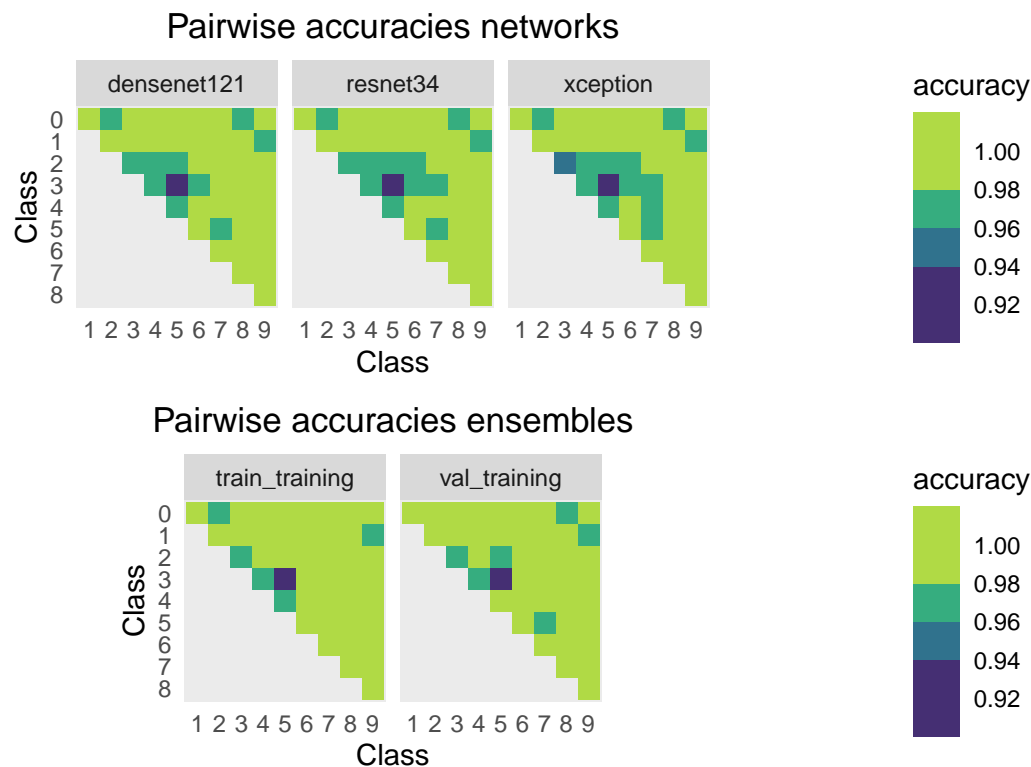 Pairwise accuracies networks
densenet121 resnet34 xception
0
1
2
3
4
5
6
7
8
Class
1 2 3 4 5 6 7 8 9 1 2 3 4 5 6 7 8 9 1 2 3 4 5 6 7 8 9
Class
accuracy
1.00
0.98
0.96
0.94
0.92
Pairwise accuracies ensembles
train_training val_training
0
1
2
3
4
5
6
7
8
Class
1 2 3 4 5 6 7 8 9 1 2 3 4 5 6 7 8 9
Class
accuracy
1.00
0.98
0.96
0.94
0.92